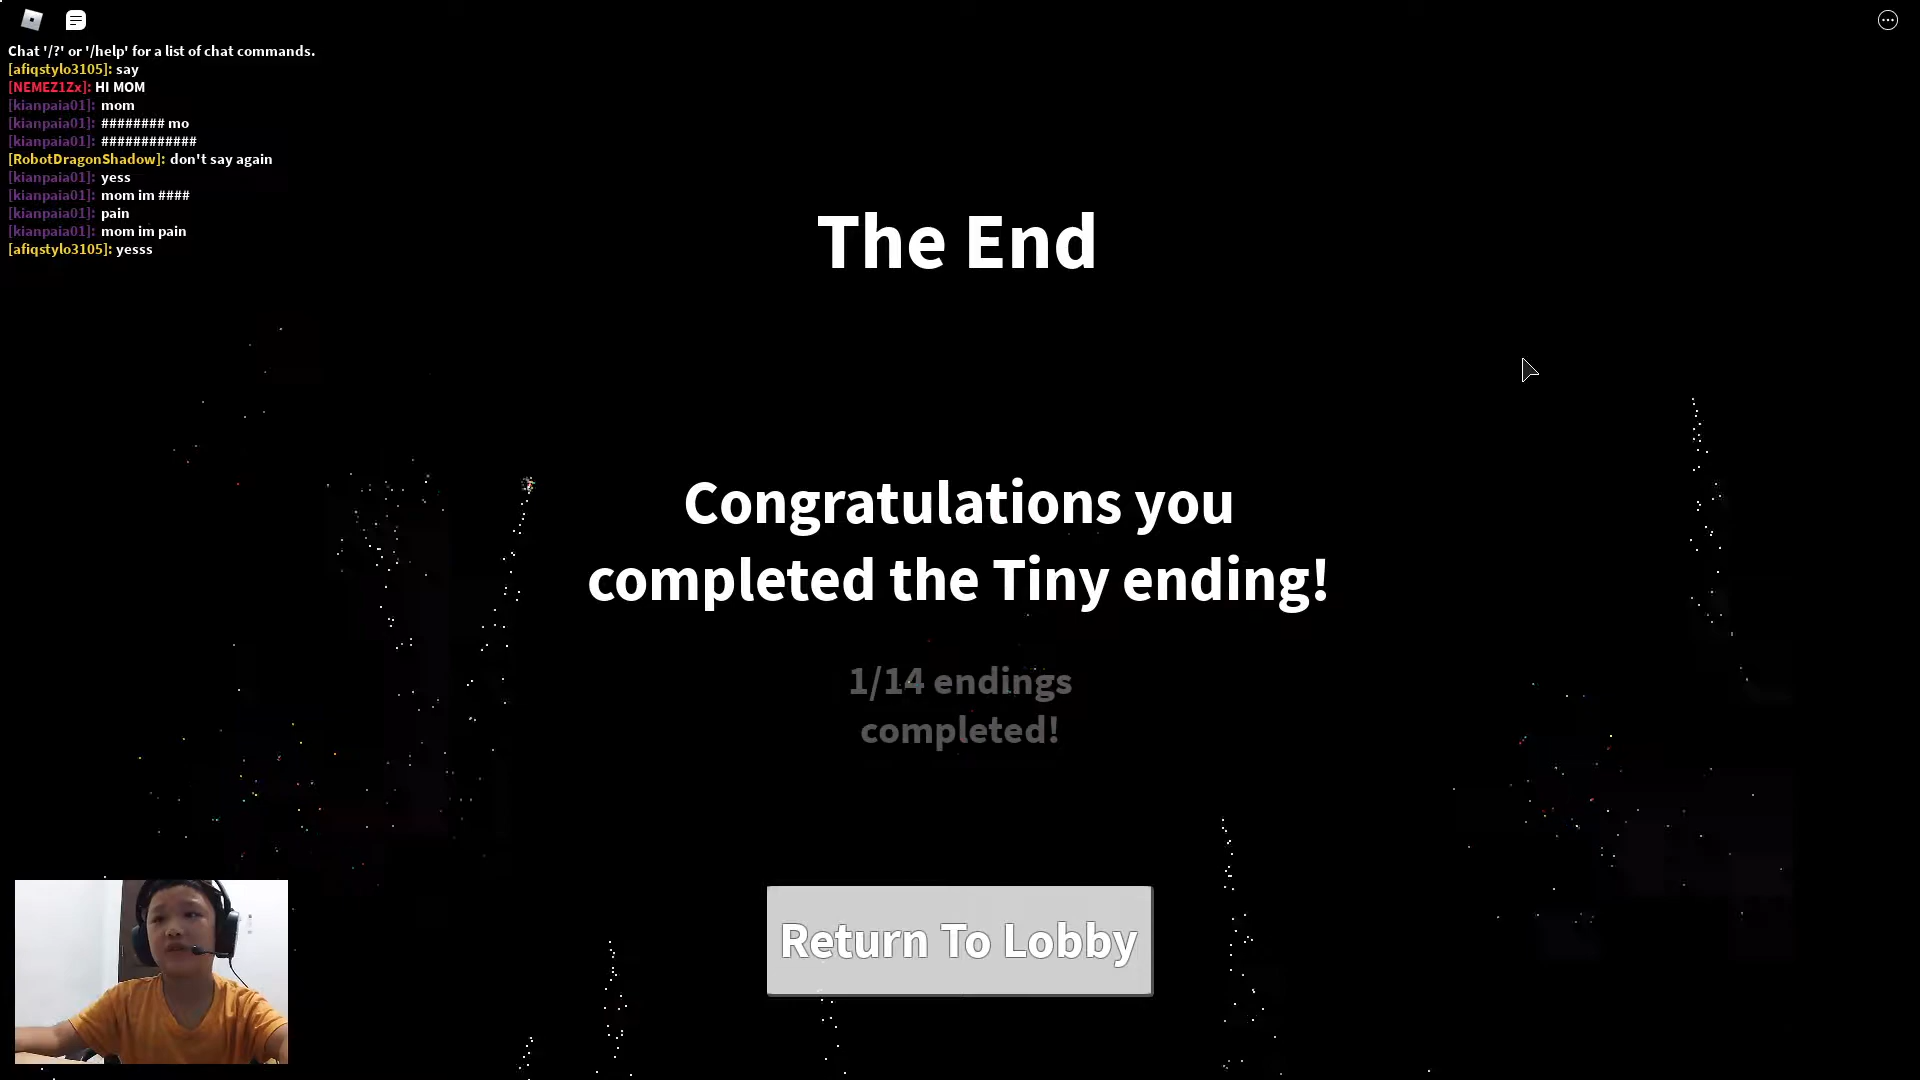 Chat '/?' or '/help' for a list of chat commands.
[afiqstylo3105]: say
[NEMEZ1Zx]: HI MOM
[kianpaia01]: mom
[kianpaia01]: ######## mo
[kianpaia01]: ############
[RobotDragonShadow]: don't say again
[kianpaia01]: yess
[kianpaia01]: mom im ####
[kianpaia01]: pain
[kianpaia01]: mom im pain
[afiqstylo3105]: yesss
The End
Congratulations you
completed the Tiny ending!
1/14 endings
completed!
Return To Lobby